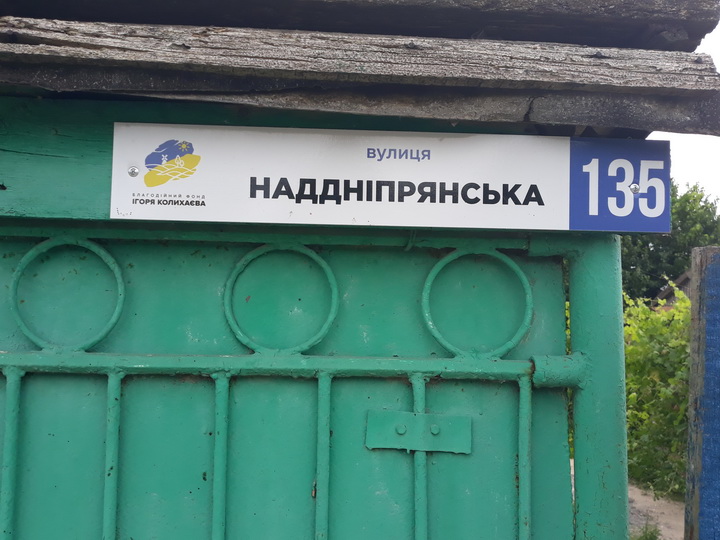 вулиця
НАДДНІПРЯНСЬКА
135
БЛАГОДІЙНИЙ ФОНД
ІГОРЯ КОЛИХАЄВА